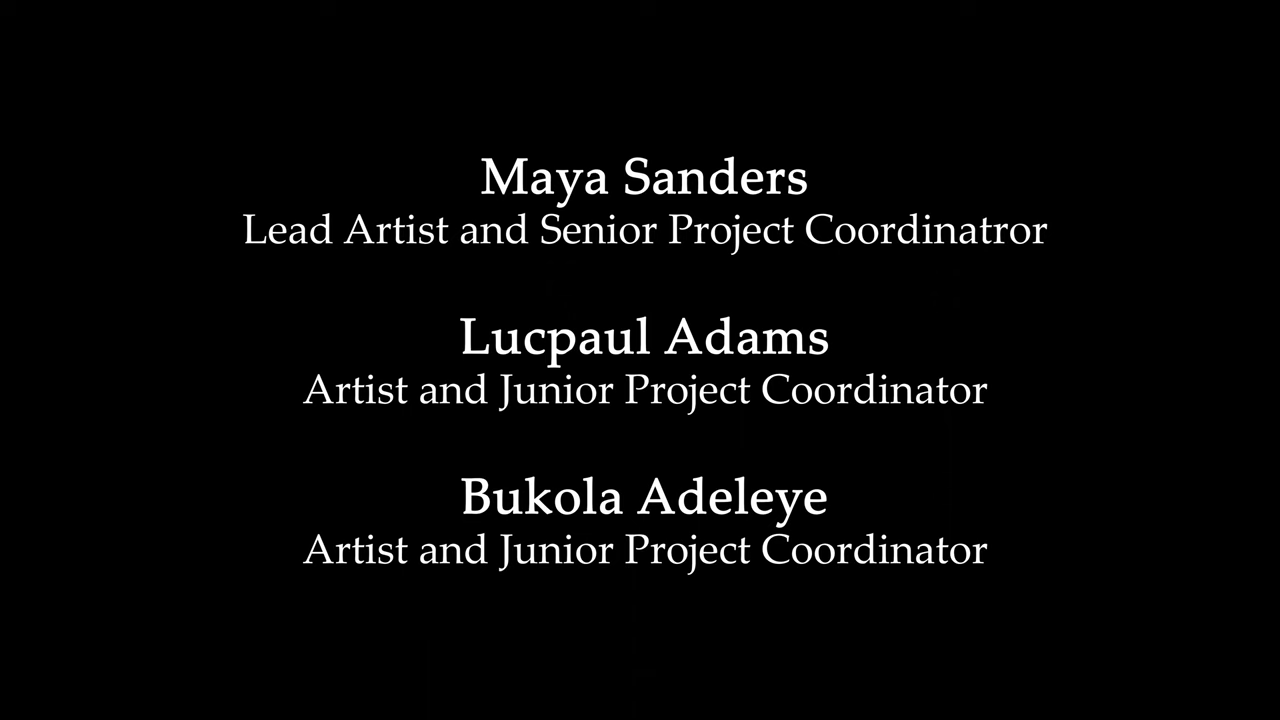 Maya Sanders
Lead Artist and Senior Project Coordinatror
Lucpaul Adams
Artist and Junior Project Coordinator
Bukola Adeleye
Artist and Junior Project Coordinator